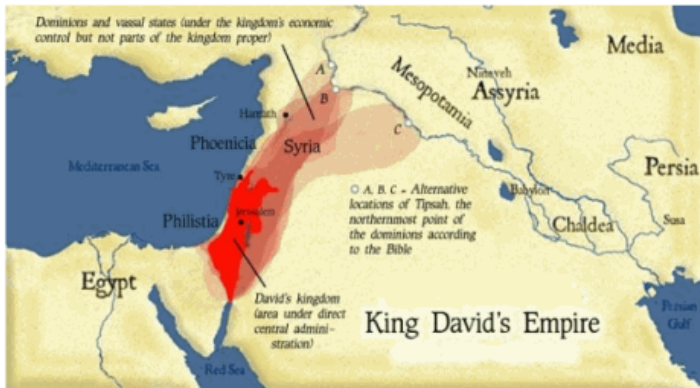 Dominions and vassal states (under the kingdom's economic
control but not parts of the kingdom proper)
Media
A
Mesopotamia
Nineveh
Assyria
B
Hamath
C
Phoenicia
Syria
Mediterranean Sea
Tyre
Persia
A, B, C - Alternative
locations of Tipsah, the
northernmost point of
the dominions according
to the Bible
Babylon
Philistia
Jerusalem
Chaldea
Susa
Egypt
David's kingdom
(area under direct
central admini-
stration)
King David's Empire
Persian
Gulf
Red Sea